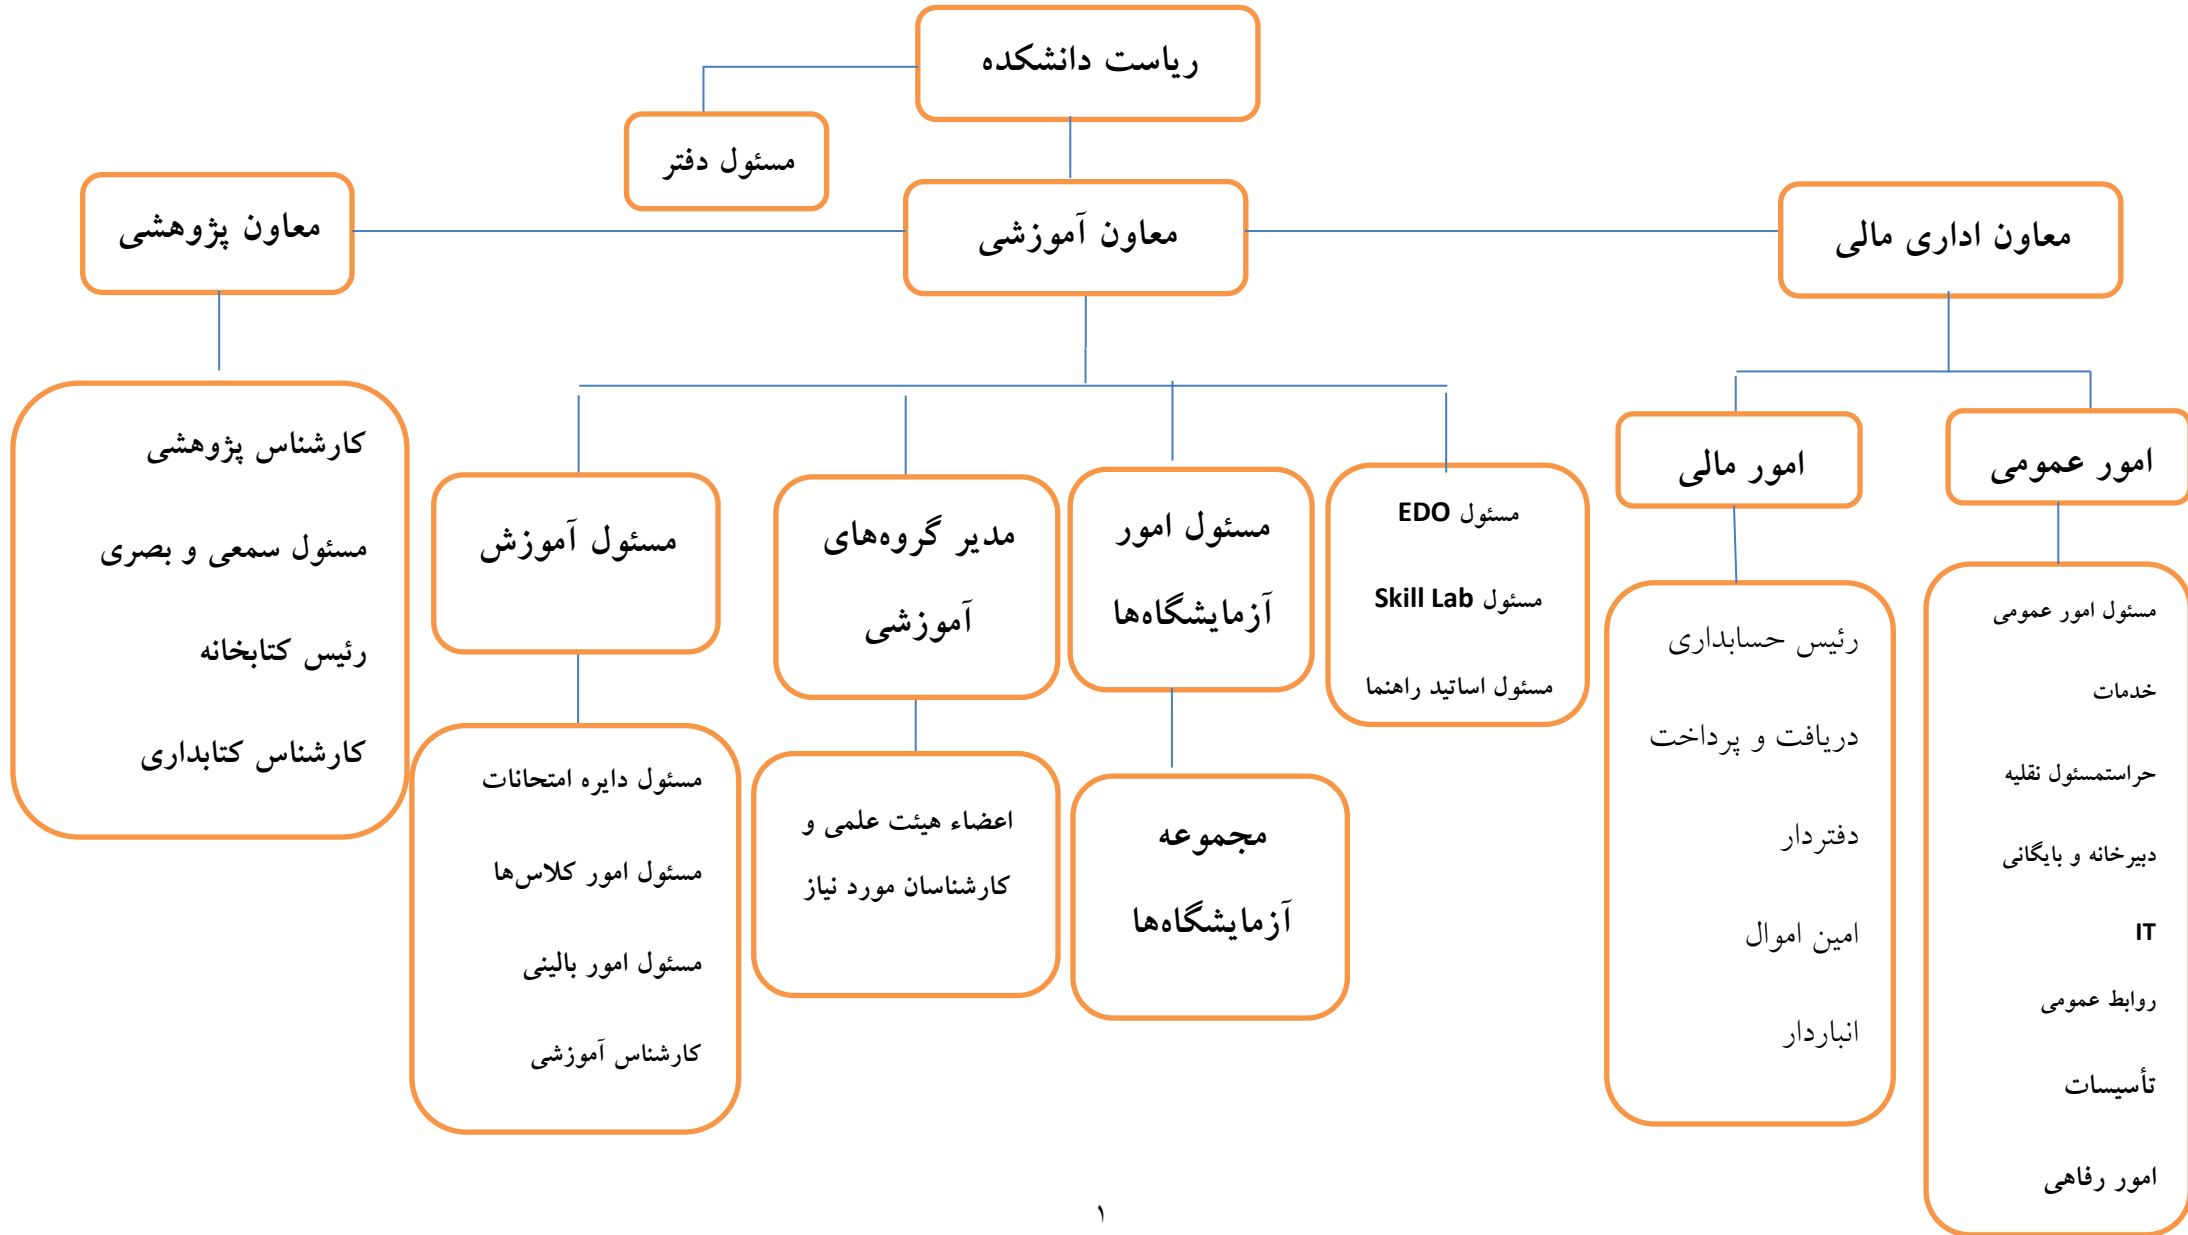 ریاست دانشکده
مسئول دفتر
معاون اداری مالی
معاون آموزشی
معاون پژوهشی
امور عمومی
مسئول امور عمومی
خدمات
حراستمسئول نقلیه
دبیرخانه و بایگانی
IT
روابط عمومی
تأسیسات
امور رفاهی
امور مالی
رئیس حسابداری
دریافت و پرداخت
دفتردار
امین اموال
انباردار
مسئول EDO
مسئول Skill Lab
مسئول اساتید راهنما
مسئول امور
آزمایشگاه‌ها
مجموعه
آزمایشگاه‌ها
مدیر گروه‌های
آموزشی
اعضاء هیئت علمی و
کارشناسان مورد نیاز
مسئول آموزش
مسئول دایره امتحانات
مسئول امور کلاس‌ها
مسئول امور بالینی
کارشناس آموزشی
کارشناس پژوهشی
مسئول سمعی و بصری
رئیس کتابخانه
کارشناس کتابداری
۱